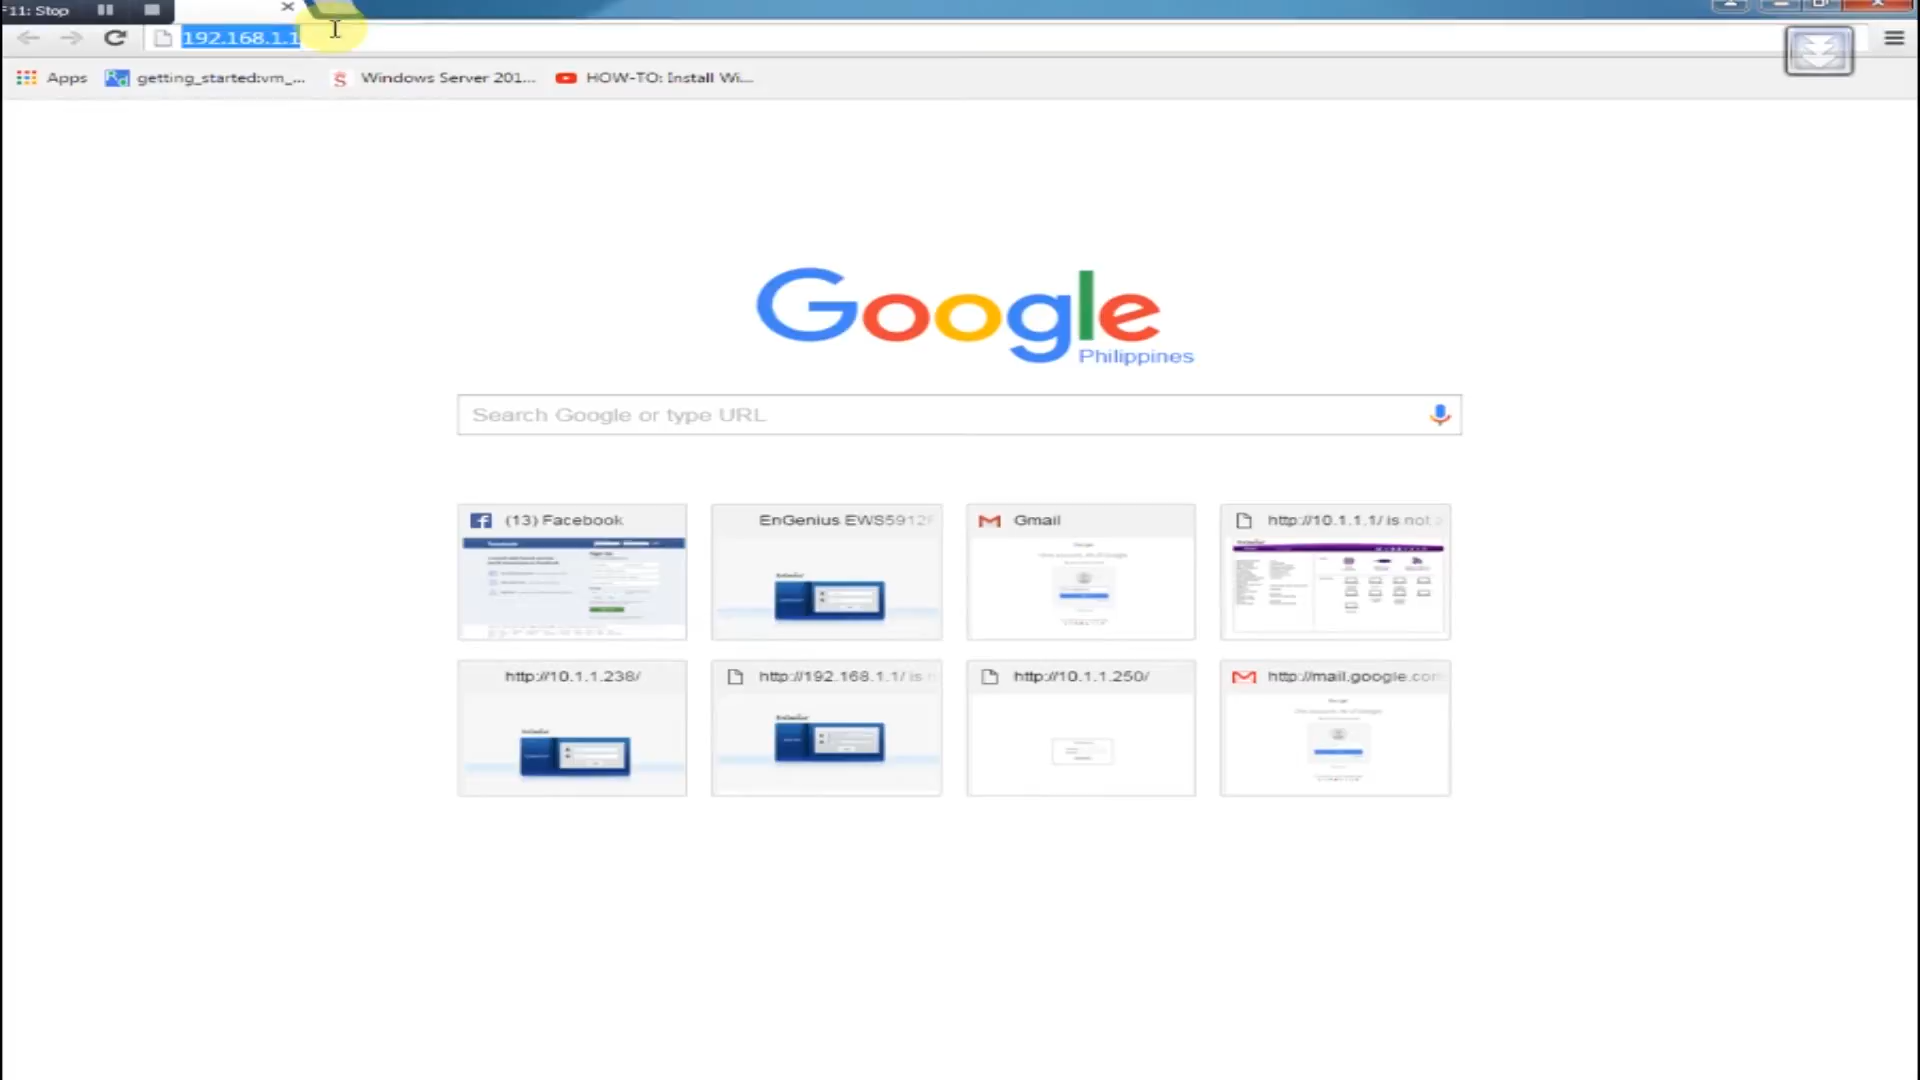 F11: Stop
192.168.1.1
Apps
getting_started:vm_...
Windows Server 201...
HOW-TO: Install Wi...
Google
Philippines
Search Google or type URL
(13) Facebook
EnGenius EWS5912F
Gmail
http://10.1.1.1/ is not
http://10.1.1.238/
http://192.168.1.1/ is
http://10.1.1.250/
http://mail.google.com